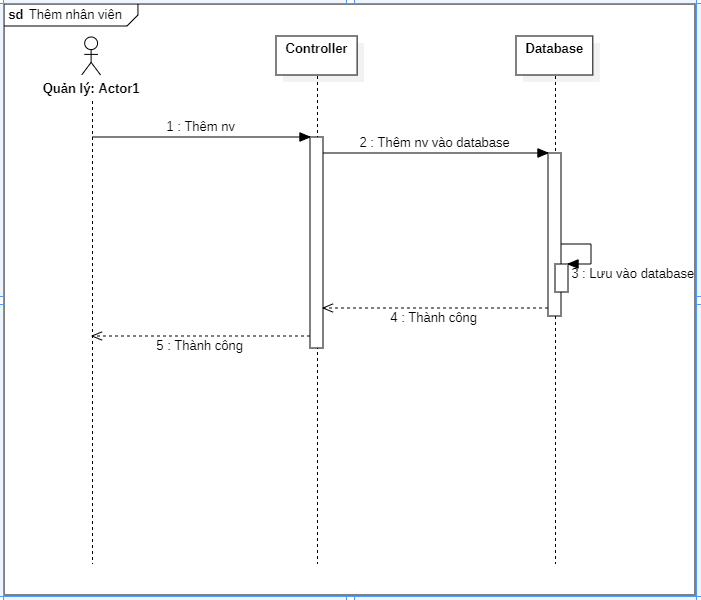 sd Thêm nhân viên
Controller
Database
Quản lý: Actor1
1 : Thêm nv
2 : Thêm nv vào database
3 : Lưu vào database
4 : Thành công
5 : Thành công